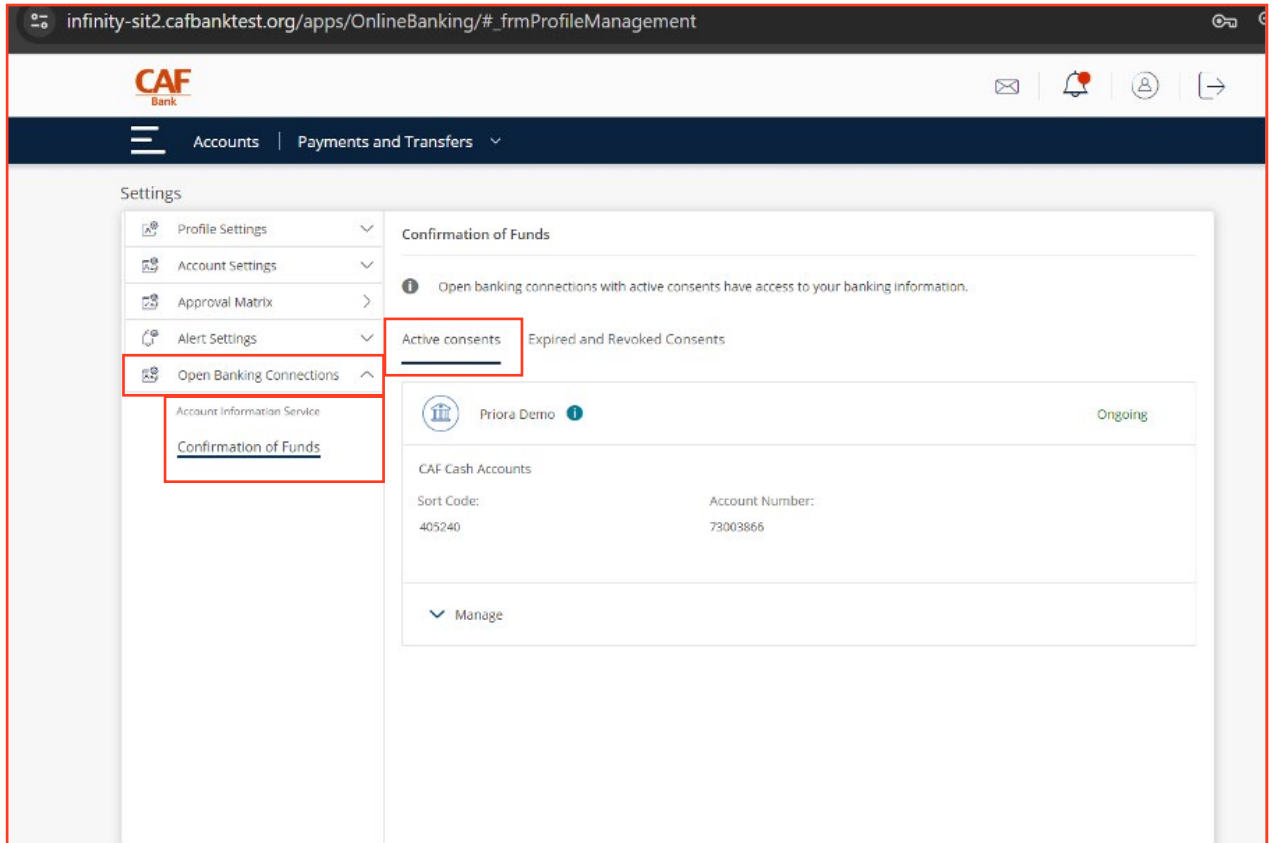 infinity-sit2.cafbanktest.org/apps/OnlineBanking/#_frmProfileManagement
CAF
Bank
Accounts | Payments and Transfers
Settings
Profile Settings
Account Settings
Approval Matrix
Alert Settings
Open Banking Connections
Account Information Service
Confirmation of Funds
Confirmation of Funds
Open banking connections with active consents have access to your banking information.
Active consents Expired and Revoked Consents
Priora Demo Ongoing
CAF Cash Accounts
Sort Code: Account Number:
405240 73003866
Manage